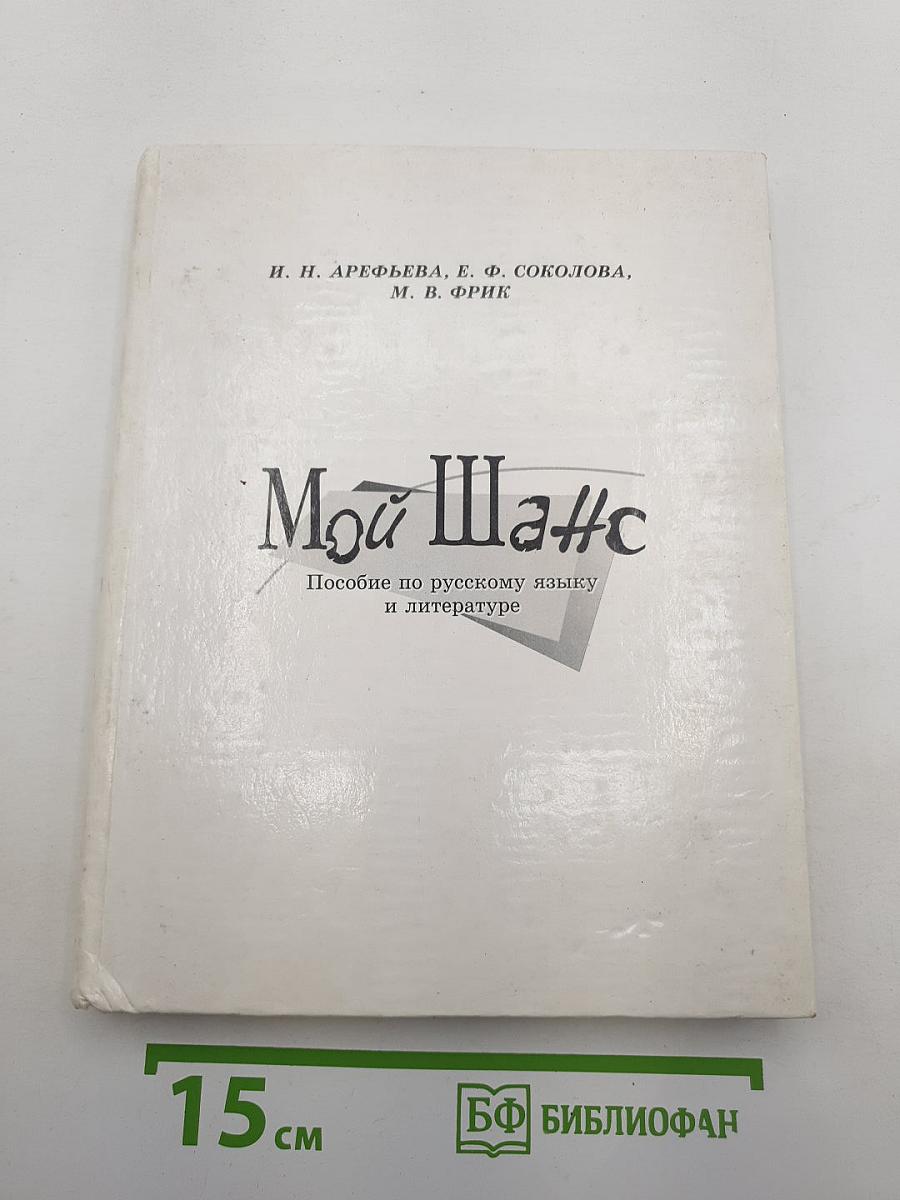 И. Н. АРЕФЬЕВА, Е. Ф. СОКОЛОВА,
М. В. ФРИК
Мой Шанс
Пособие по русскому языку
и литературе
15 см
БФ БИБЛИОФАН